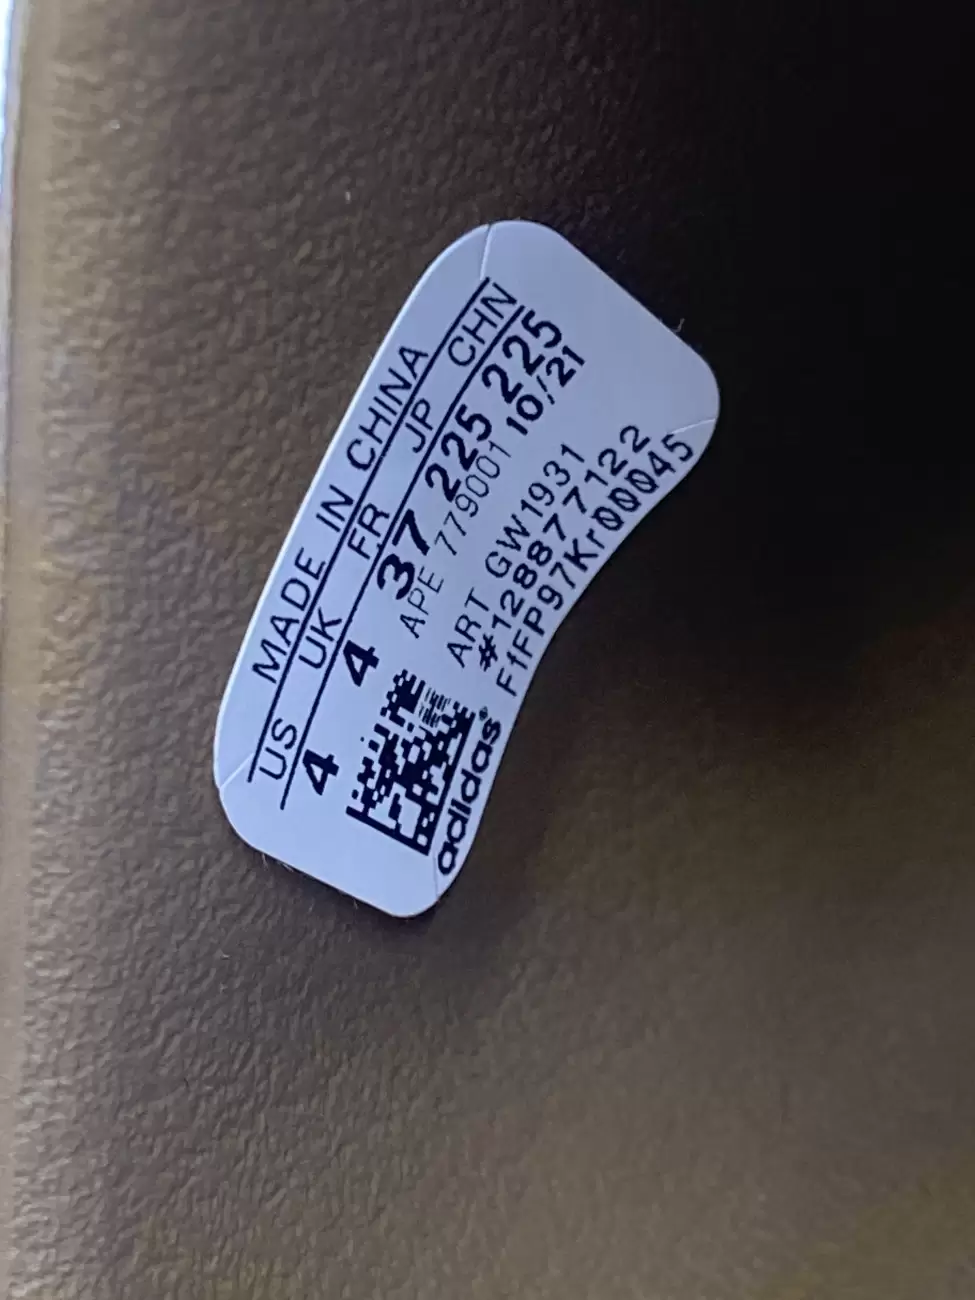 MADE IN CHINA
US UK FR JP CHN
4 4 37 225 225
APE 779001 10/21
ART GW1931
#128877122
F1FP97Kr00045
adidas